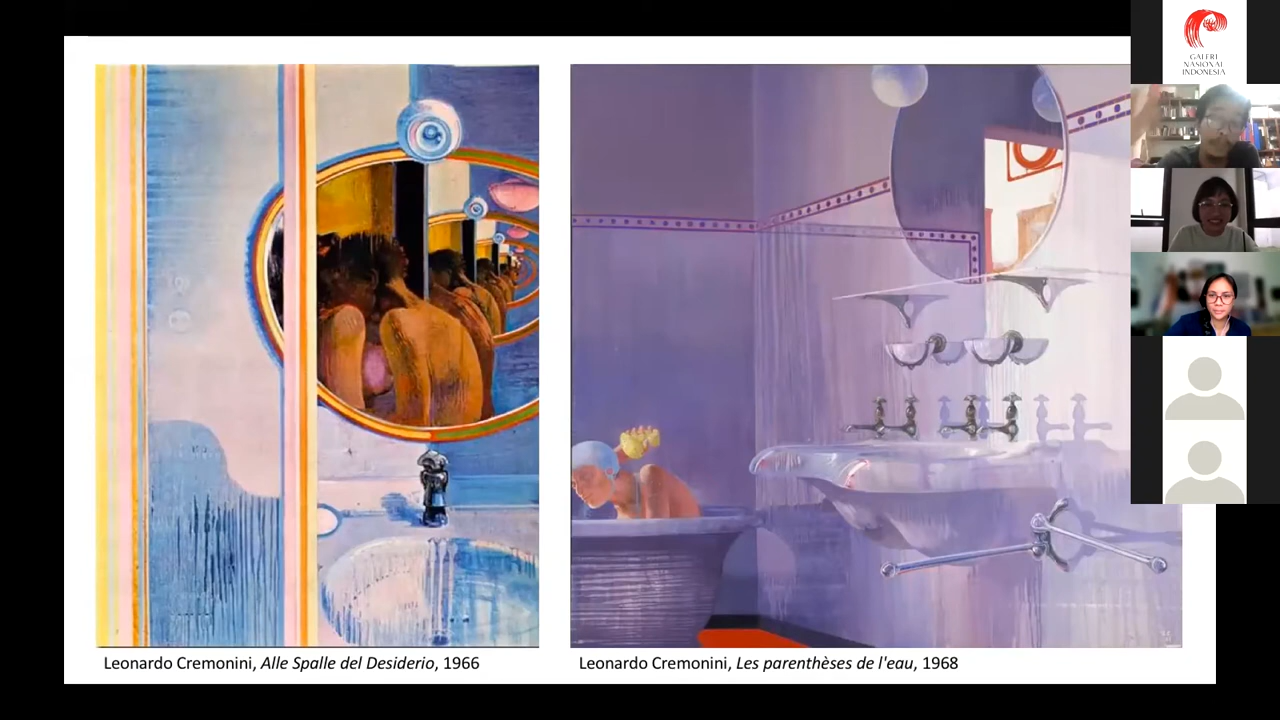 GALERI
NASIONAL
INDONESIA
Leonardo Cremonini, Alle Spalle del Desiderio, 1966
Leonardo Cremonini, Les parenthèses de l'eau, 1968